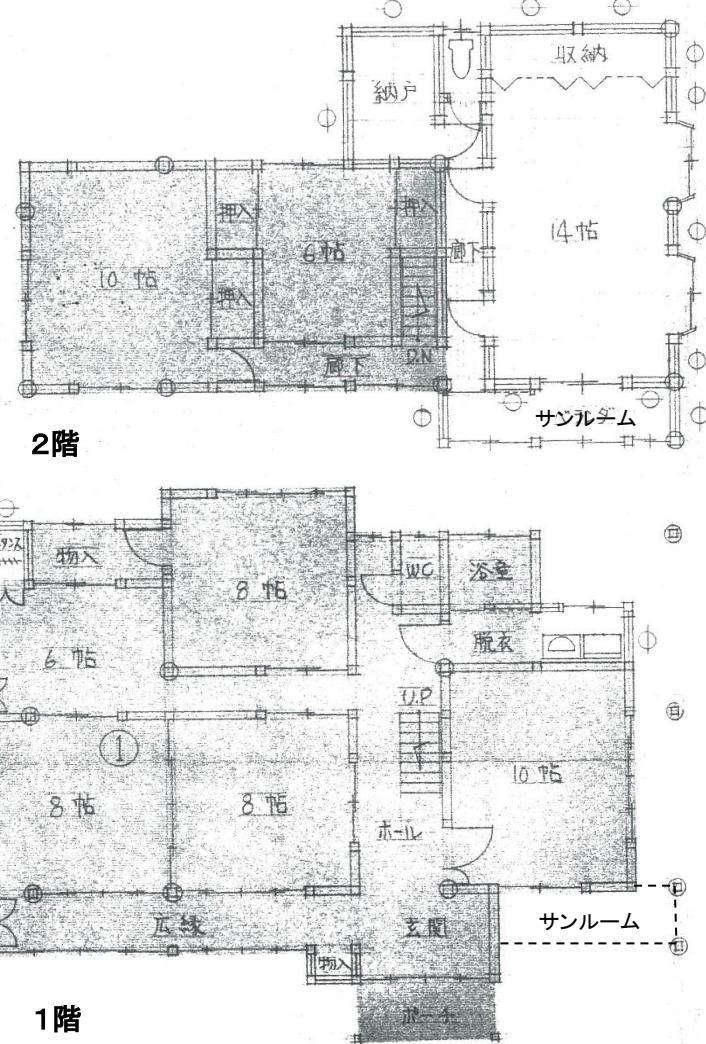 収納
納戸
押入
押入
6帖
14帖
廊下
10帖
押入
廊下
D.N
サンルーム
2階
物入
WC
浴室
8帖
脱衣
6帖
U.P
①
10帖
8帖
8帖
ホール
広縁
玄関
サンルーム
物入
ポーチ
1階